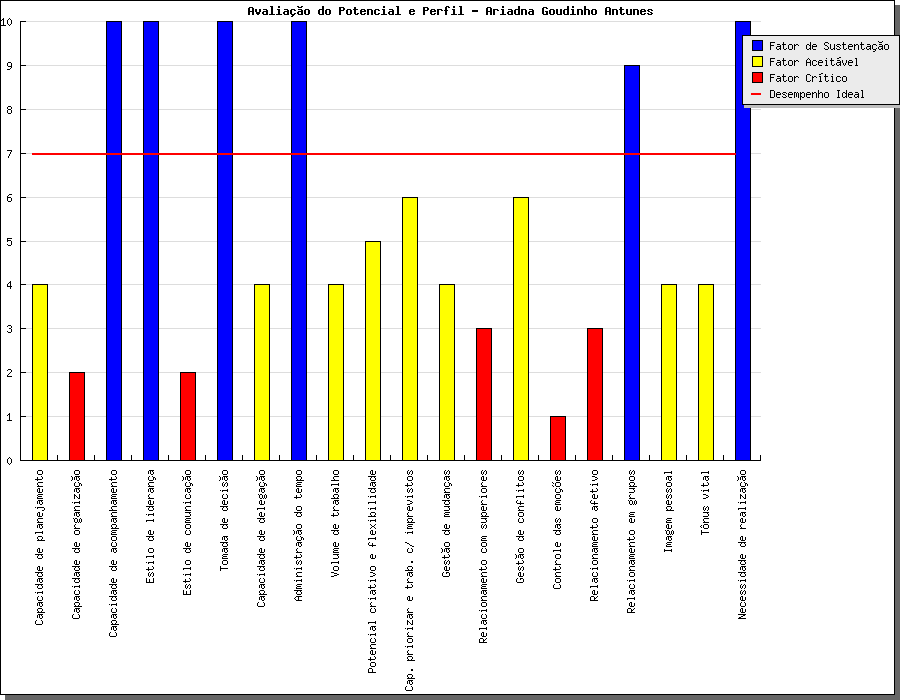 Avaliação do Potencial e Perfil - Ariadna Goudinho Antunes
Fator de Sustentação
Fator Aceitável
Fator Crítico
Desempenho Ideal
10
9
8
7
6
5
4
3
2
1
0
Capacidade de planejamento
Capacidade de organização
Capacidade de acompanhamento
Estilo de liderança
Estilo de comunicação
Tomada de decisão
Capacidade de delegação
Administração do tempo
Volume de trabalho
Potencial criativo e flexibilidade
Cap. priorizar e trab. c/ imprevistos
Gestão de mudanças
Relacionamento com superiores
Gestão de conflitos
Controle das emoções
Relacionamento afetivo
Relacionamento em grupos
Imagem pessoal
Tônus vital
Necessidade de realização